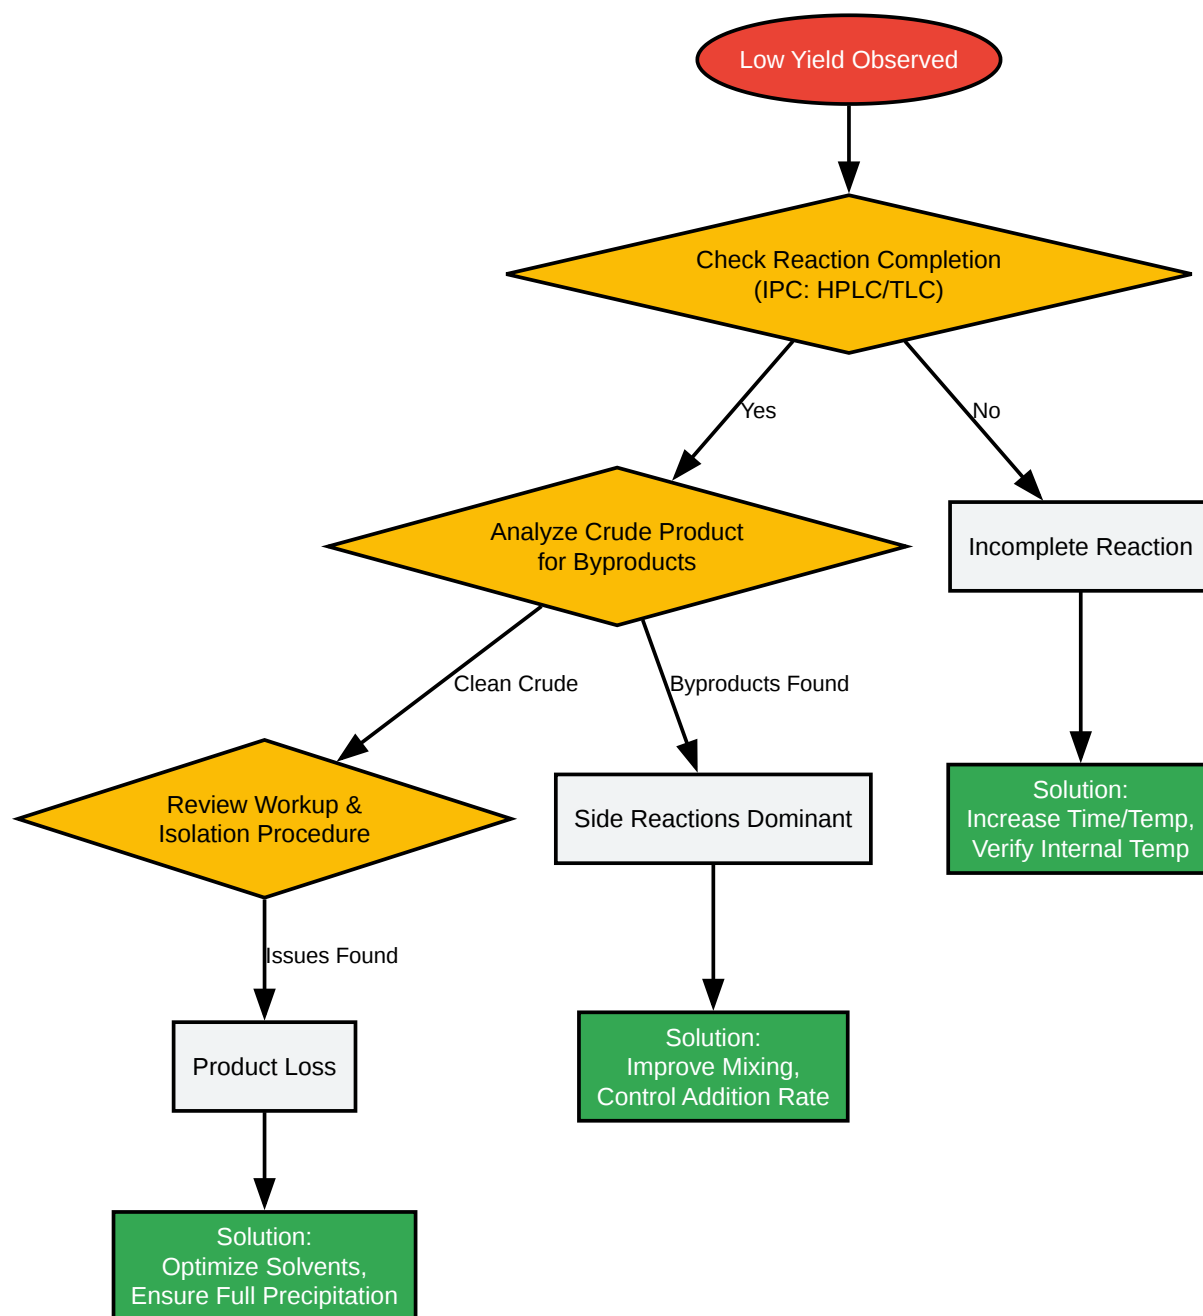 Low Yield Observed
Check Reaction Completion
(IPC: HPLC/TLC)
Yes
No
Analyze Crude Product
for Byproducts
Incomplete Reaction
Clean Crude
Byproducts Found
Review Workup &
Isolation Procedure
Side Reactions Dominant
Solution:
Increase Time/Temp,
Verify Internal Temp
Issues Found
Product Loss
Solution:
Improve Mixing,
Control Addition Rate
Solution:
Optimize Solvents,
Ensure Full Precipitation